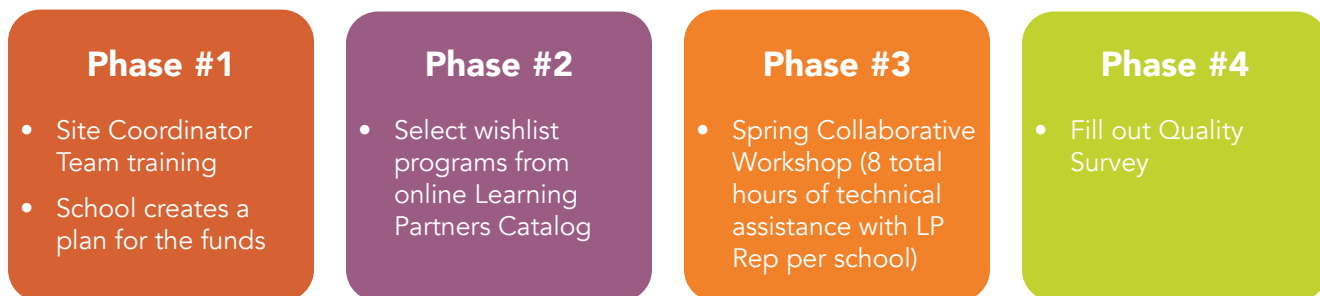 Phase #1
• Site Coordinator
Team training
• School creates a
plan for the funds
Phase #2
• Select wishlist
programs from
online Learning
Partners Catalog
Phase #3
• Spring Collaborative
Workshop (8 total
hours of technical
assistance with LP
Rep per school)
Phase #4
• Fill out Quality
Survey